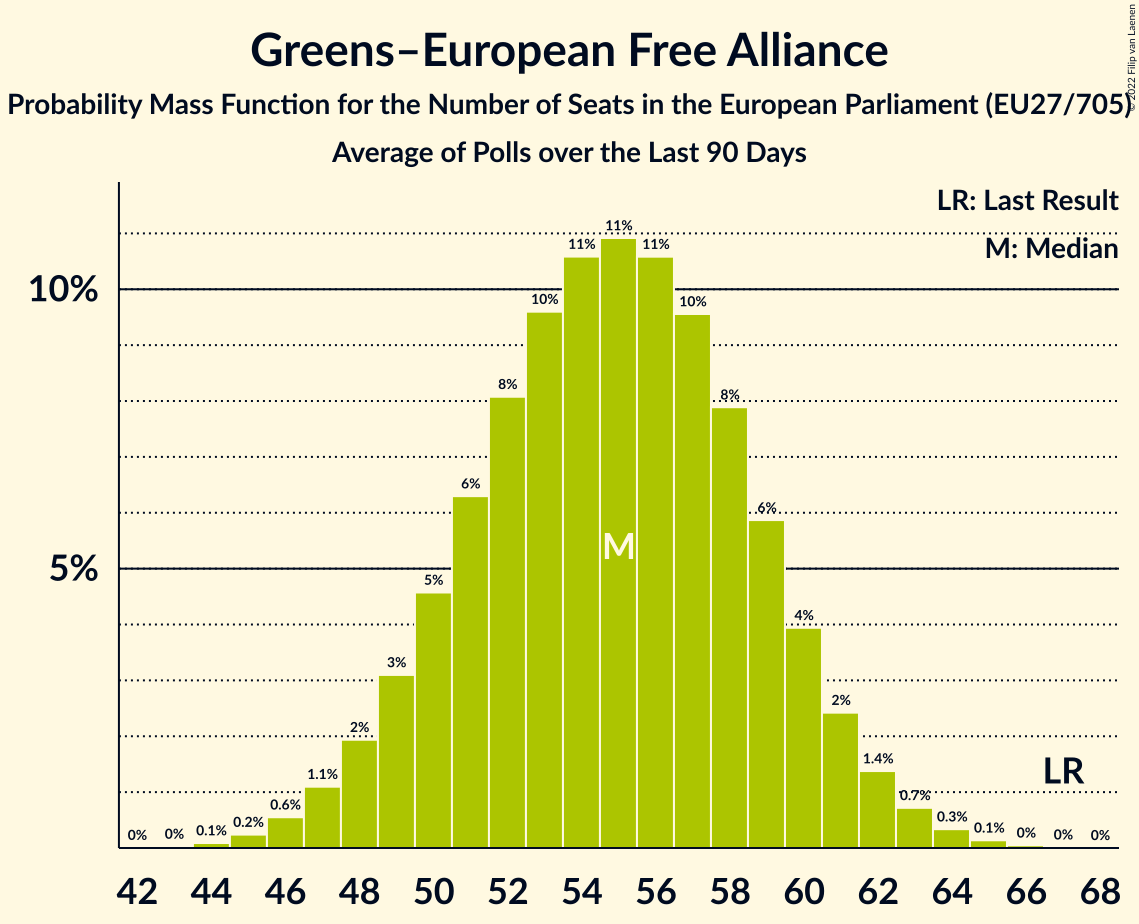 Greens–European Free Alliance
Probability Mass Function for the Number of Seats in the European Parliament (EU27/705)
Average of Polls over the Last 90 Days
© 2022 Filip van Laenen
LR: Last Result
M: Median
10%
5%
0% 0% 0.1% 0.2% 0.6% 1.1% 2% 3% 5% 6% 8% 10% 11% 11% 11% 10% 8% 6% 4% 2% 1.4% 0.7% 0.3% 0.1% 0% 0% 0%
M
LR
42 44 46 48 50 52 54 56 58 60 62 64 66 68